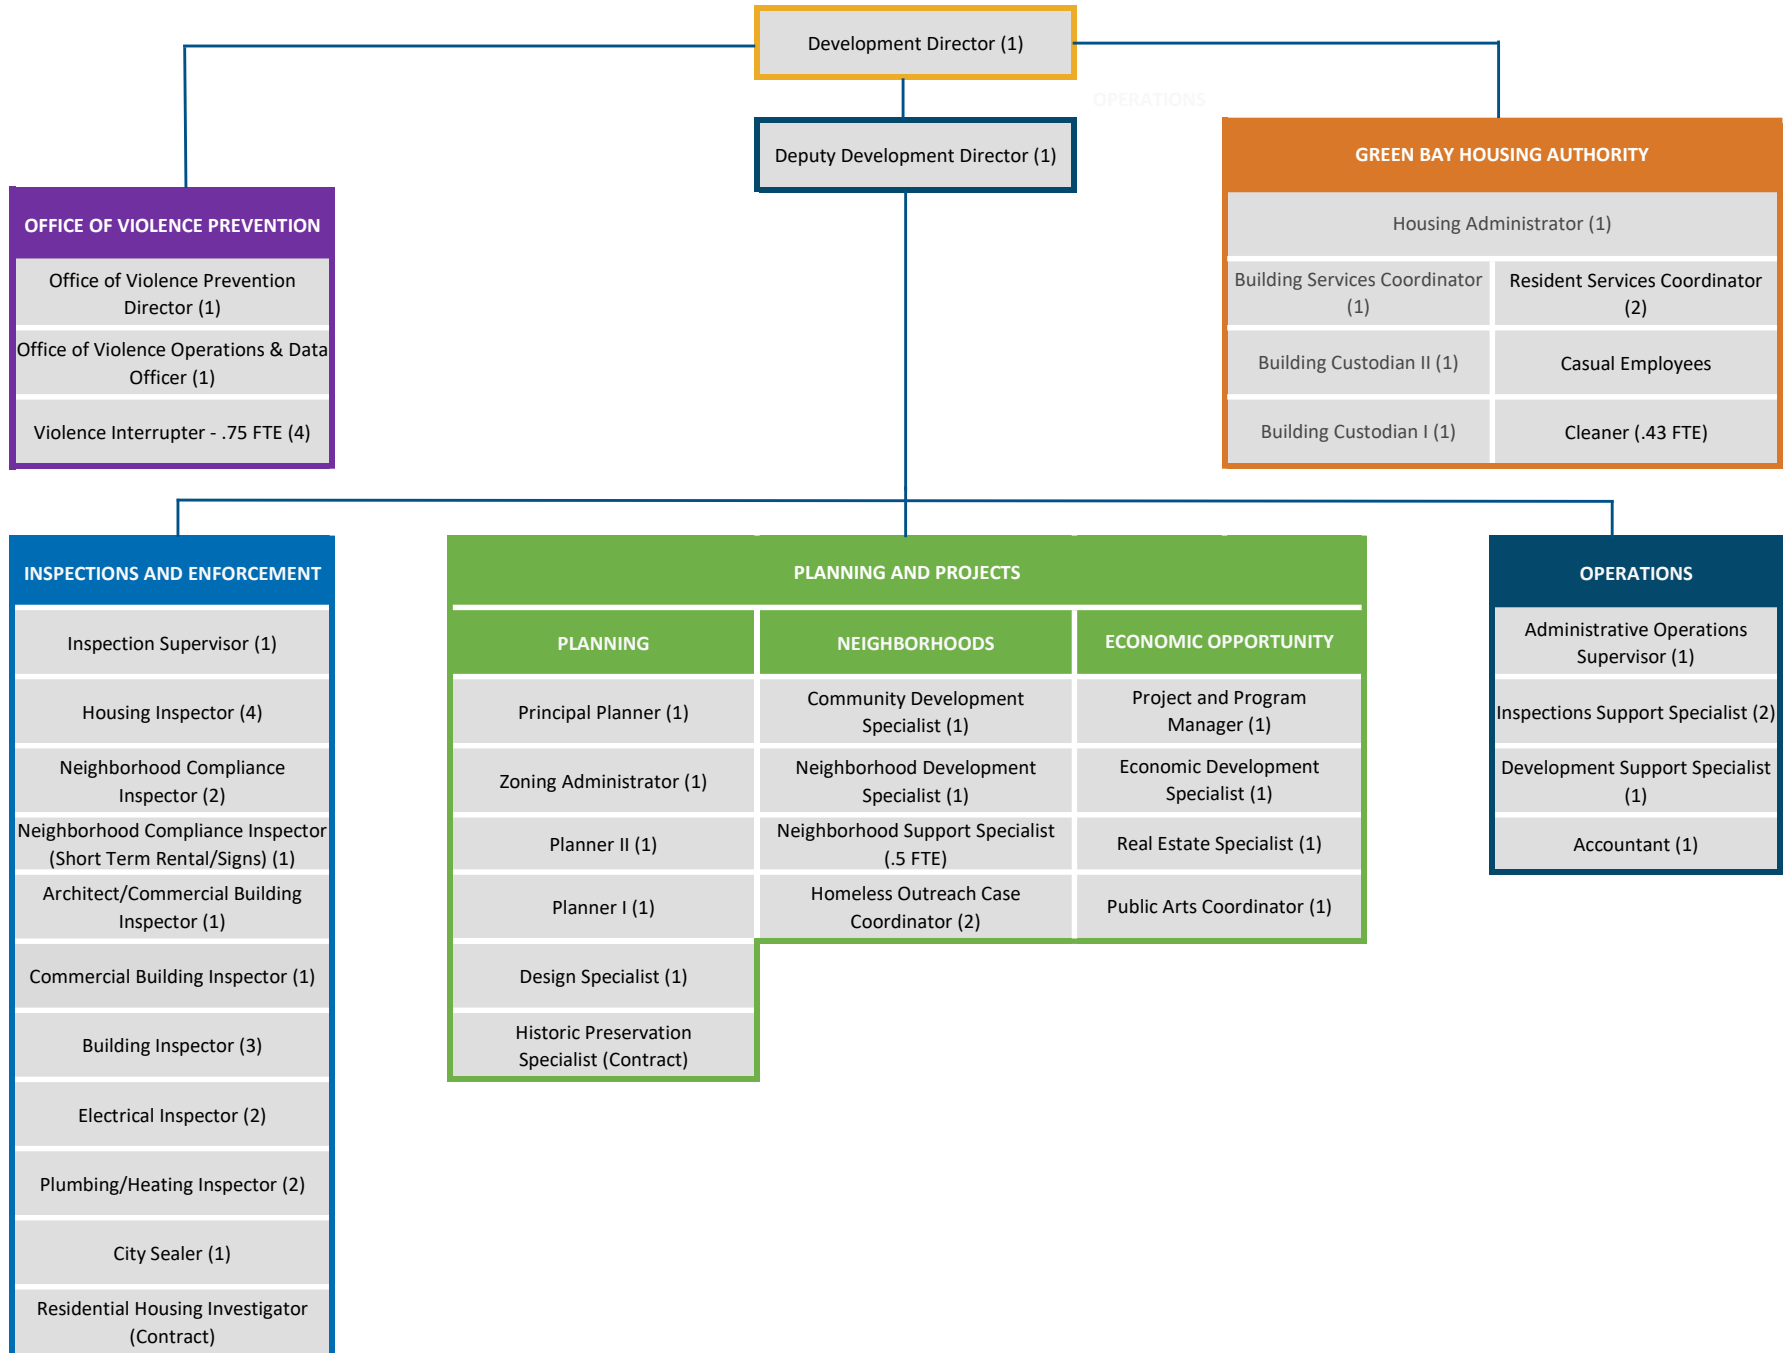 Development Director (1)
OPERATIONS
Deputy Development Director (1)
GREEN BAY HOUSING AUTHORITY
Housing Administrator (1)
Building Services Coordinator
(1)
Resident Services Coordinator
(2)
Building Custodian II (1)
Casual Employees
Building Custodian I (1)
Cleaner (.43 FTE)
OFFICE OF VIOLENCE PREVENTION
Office of Violence Prevention
Director (1)
Office of Violence Operations & Data
Officer (1)
Violence Interrupter - .75 FTE (4)
INSPECTIONS AND ENFORCEMENT
Inspection Supervisor (1)
Housing Inspector (4)
Neighborhood Compliance
Inspector (2)
Neighborhood Compliance Inspector
(Short Term Rental/Signs) (1)
Architect/Commercial Building
Inspector (1)
Commercial Building Inspector (1)
Building Inspector (3)
Electrical Inspector (2)
Plumbing/Heating Inspector (2)
City Sealer (1)
Residential Housing Investigator
(Contract)
PLANNING AND PROJECTS
PLANNING
Principal Planner (1)
Zoning Administrator (1)
Planner II (1)
Planner I (1)
Design Specialist (1)
Historic Preservation
Specialist (Contract)
NEIGHBORHOODS
Community Development
Specialist (1)
Neighborhood Development
Specialist (1)
Neighborhood Support Specialist
(.5 FTE)
Homeless Outreach Case
Coordinator (2)
ECONOMIC OPPORTUNITY
Project and Program
Manager (1)
Economic Development
Specialist (1)
Real Estate Specialist (1)
Public Arts Coordinator (1)
OPERATIONS
Administrative Operations
Supervisor (1)
Inspections Support Specialist (2)
Development Support Specialist
(1)
Accountant (1)